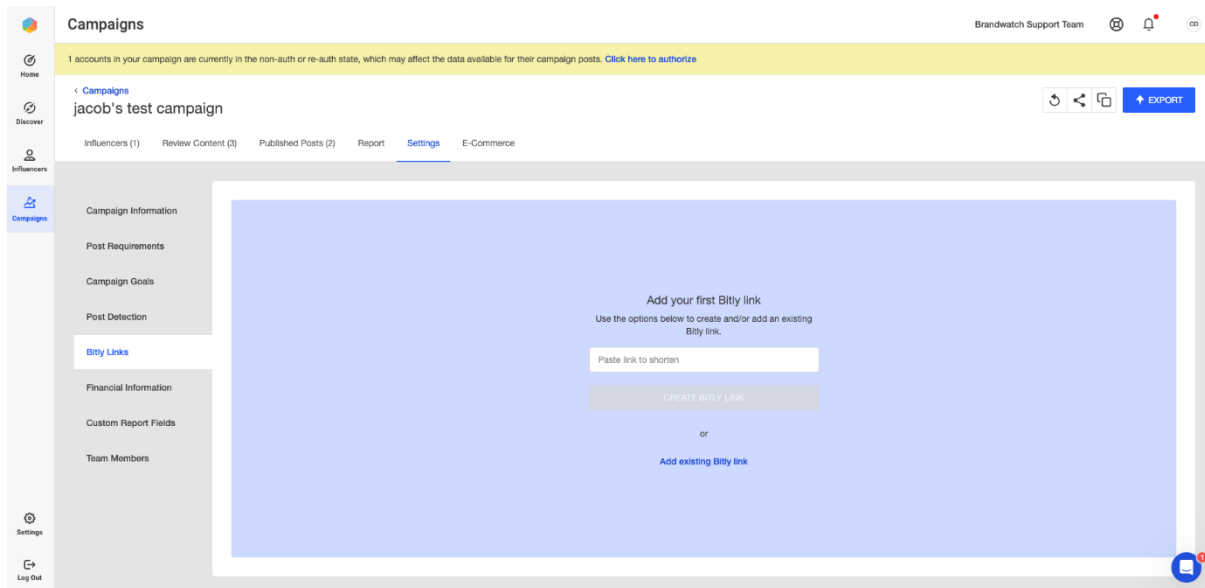 Campaigns
Brandwatch Support Team
CD
1 accounts in your campaign are currently in the non-auth or re-auth state, which may affect the data available for their campaign posts. Click here to authorize
Home
Discover
Influencers
Campaigns
Settings
Log Out
‹ Campaigns
jacob's test campaign
EXPORT
Influencers (1) Review Content (3) Published Posts (2) Report Settings E-Commerce
Campaign Information
Post Requirements
Campaign Goals
Post Detection
Bitly Links
Financial Information
Custom Report Fields
Team Members
Add your first Bitly link
Use the options below to create and/or add an existing
Bitly link.
Paste link to shorten
CREATE BITLY LINK
or
Add existing Bitly link
1